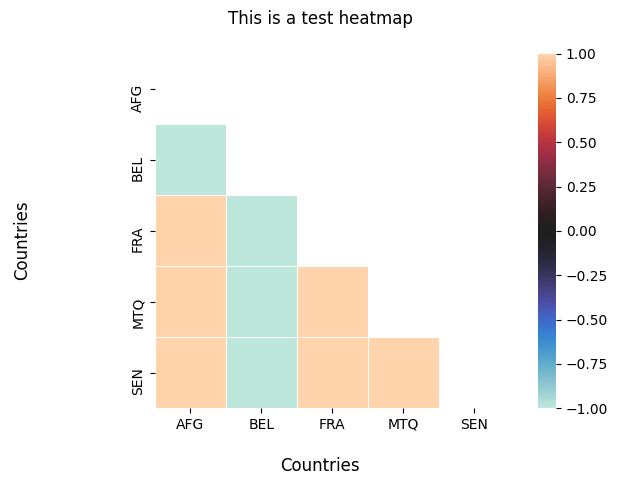 This is a test heatmap
AFG
BEL
FRA
MTQ
SEN
Countries
AFG BEL FRA MTQ SEN
Countries
1.00
0.75
0.50
0.25
0.00
−0.25
−0.50
−0.75
−1.00